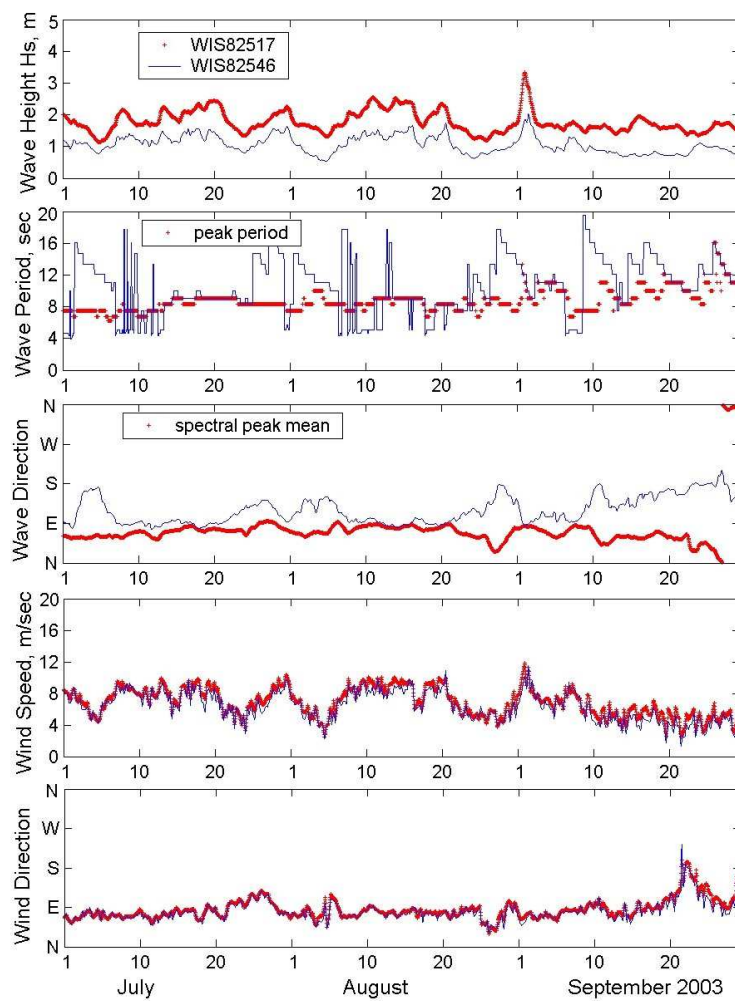 Wave Height Hs, m
5
4
3
2
1
0
WIS82517
WIS82546
1 10 20 1 10 20 1 10 20
Wave Period, sec
20
16
12
8
4
0
peak period
1 10 20 1 10 20 1 10 20
Wave Direction
N
W
S
E
N
spectral peak mean
1 10 20 1 10 20 1 10 20
Wind Speed, m/sec
20
16
12
8
4
0
1 10 20 1 10 20 1 10 20
Wind Direction
N
W
S
E
N
1 10 20 1 10 20 1 10 20
July August September 2003